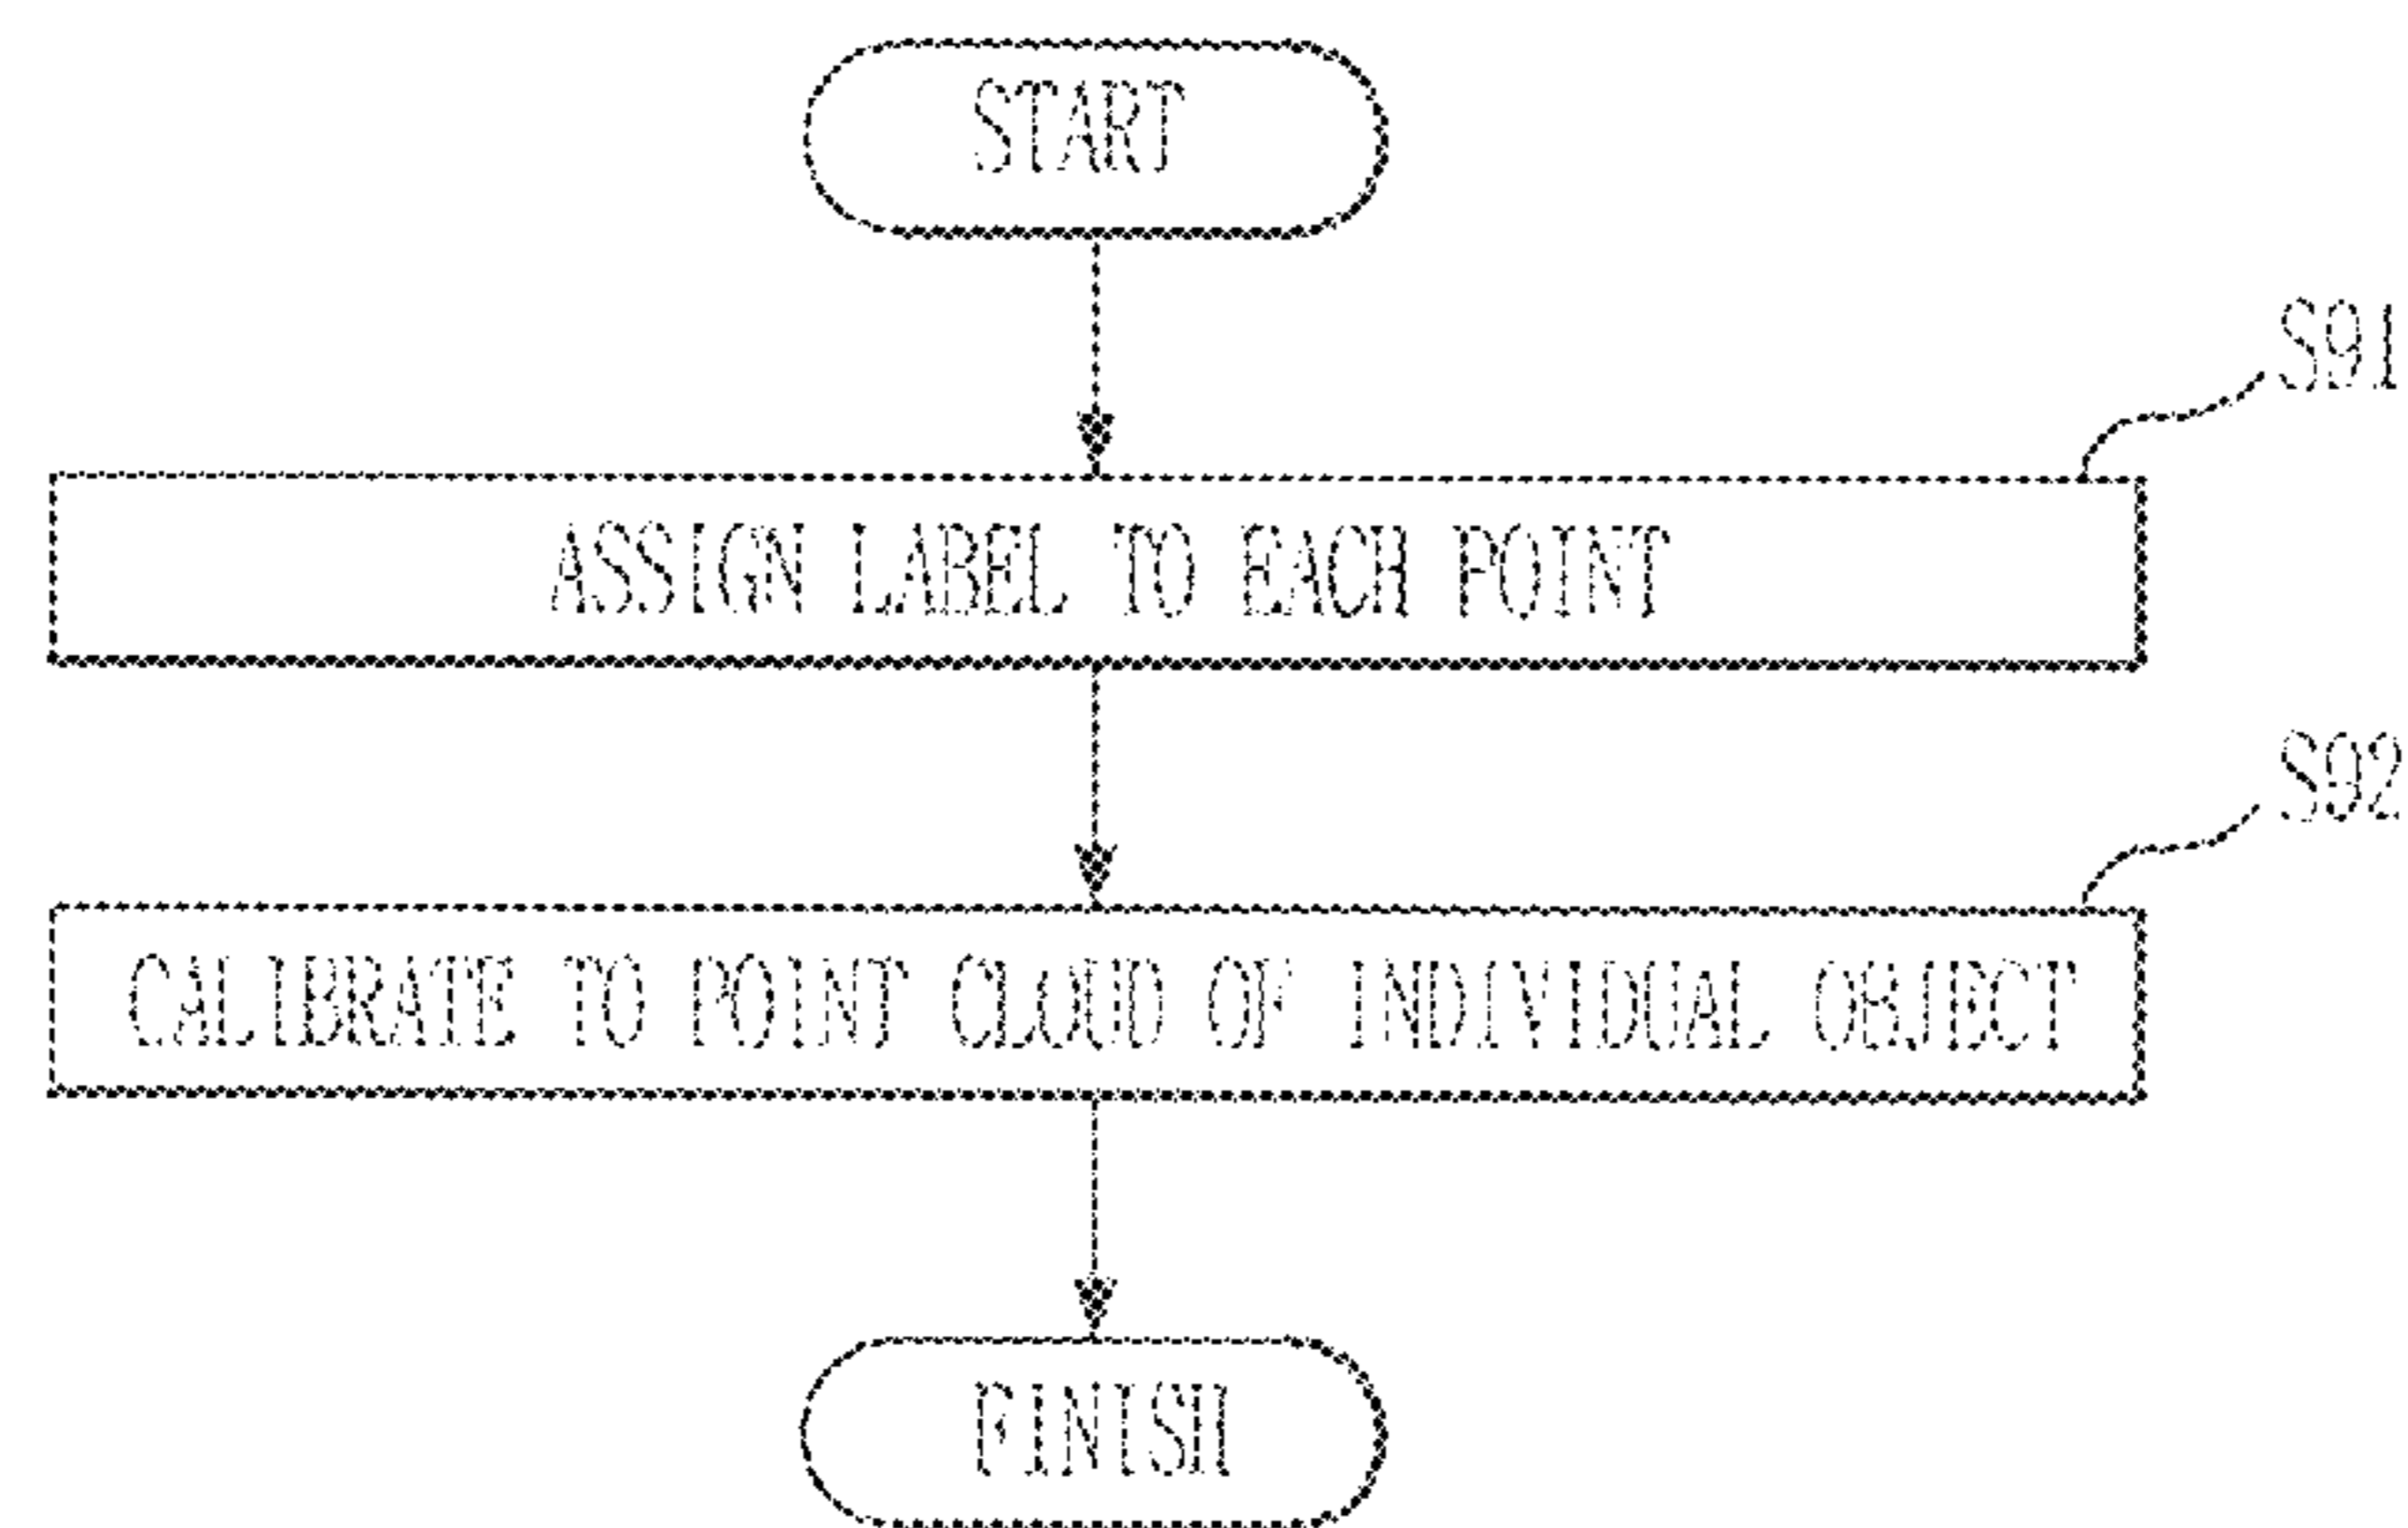 START
S91
ASSIGN LABEL TO EACH POINT
S92
CALIBRATE TO POINT CLOUD OF INDIVIDUAL OBJECT
FINISH